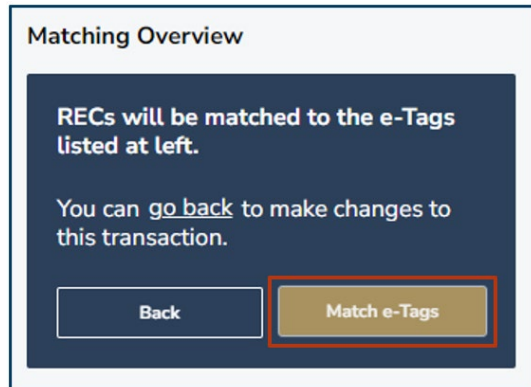 Matching Overview
RECs will be matched to the e-Tags
listed at left.
You can go back to make changes to
this transaction.
Back
Match e-Tags